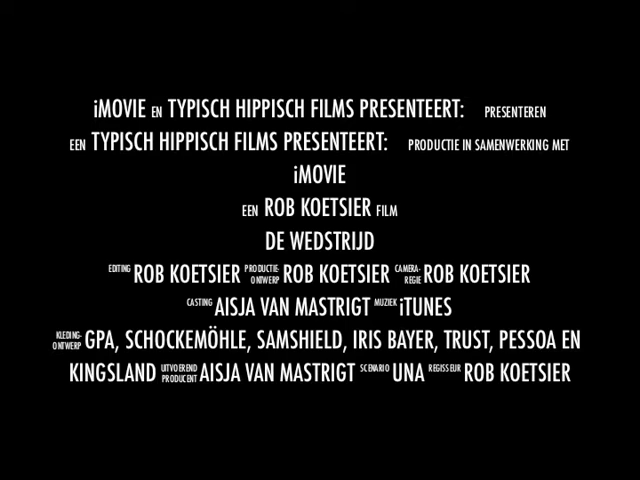 iMOVIE EN TYPISCH HIPPISCH FILMS PRESENTEERT: PRESENTEREN
EEN TYPISCH HIPPISCH FILMS PRESENTEERT: PRODUCTIE IN SAMENWERKING MET
iMOVIE
EEN ROB KOETSIER FILM
DE WEDSTRIJD
EDITING ROB KOETSIER PRODUCTIE-ONTWERP ROB KOETSIER CAMERA-REGIE ROB KOETSIER
CASTING AISJA VAN MASTRIGT MUZIEK iTUNES
KLEDING-ONTWERP GPA, SCHOCKEMÖHLE, SAMSHIELD, IRIS BAYER, TRUST, PESSOA EN
KINGSLAND UITVOEREND PRODUCENT AISJA VAN MASTRIGT SCENARIO UNA REGISSEUR ROB KOETSIER